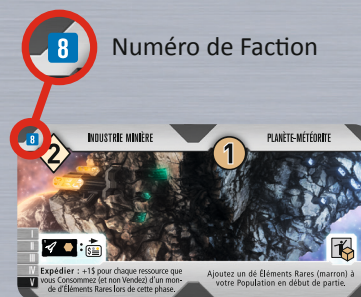 8 Numéro de Faction
8
2
INDUSTRIE MINIÈRE
1
PLANÈTE-MÉTÉORITE
I
II
III
IV
V
: $
Expédier : +1$ pour chaque ressource que
vous Consommez (et non Vendez) d'un mon-
de d'Éléments Rares lors de cette phase.
Ajoutez un dé Éléments Rares (marron) à
votre Population en début de partie.